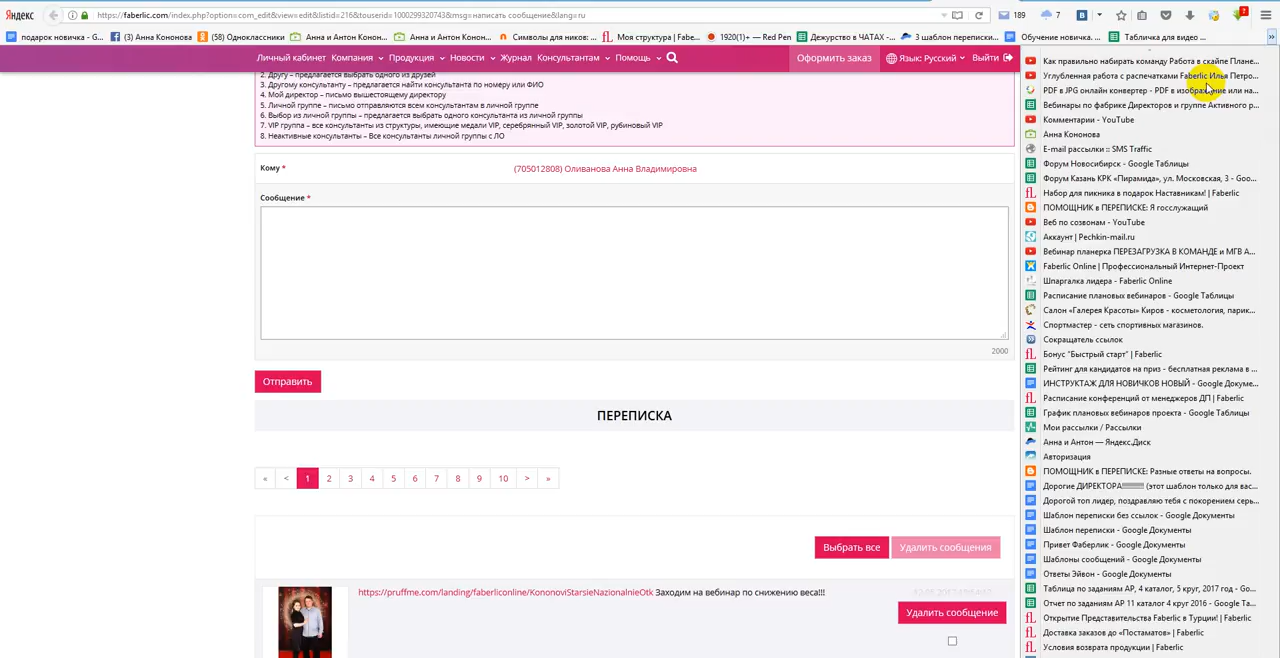 Яндекс
https://faberlic.com/index.php?option=com_edit&view=edit&listid=216&touserid=1000299320743&msg=написать сообщение&lang=ru
189
7
подарок новичка - G...
(3) Анна Кононова
(58) Одноклассники
Анна и Антон Конон...
Анна и Антон Конон...
Символы для ников: ...
Моя структура | Fabe...
1920(1)+ — Red Pen
Дежурство в ЧАТАХ -...
3 шаблон переписки...
Обучение новичка. ...
Табличка для видео ...
Личный кабинет
Компания
Продукция
Новости
Журнал
Консультантам
Помощь
Оформить заказ
Язык: Русский
Выйти
2. Другу – предлагается выбрать одного из друзей
3. Другому консультанту – предлагается найти консультанта по номеру или ФИО
4. Мой директор – письмо вышестоящему директору
5. Личной группе – письмо отправляются всем консультантам в личной группе
6. Выбор из личной группы – предлагается выбрать одного консультанта из личной группы
7. VIP группа – все консультанты из структуры, имеющие медали VIP, серебрянный VIP, золотой VIP, рубиновый VIP
8. Неактивные консультанты – Все консультанты личной группы с ЛО
Кому *
(705012808) Оливанова Анна Владимировна
Сообщение *
2000
Отправить
ПЕРЕПИСКА
« < 1 2 3 4 5 6 7 8 9 10 > »
Выбрать все
Удалить сообщения
https://pruffme.com/landing/faberliconline/KononoviStarsieNazionalnieOtk Заходим на вебинар по снижению веса!!!
Удалить сообщение
Как правильно набирать команду Работа в скайпе Плане...
Углубленная работа с распечатками Faberlic Илья Петро...
PDF в JPG онлайн конвертер - PDF в изображение или на...
Вебинары по фабрике Директоров и группе Активного р...
Комментарии - YouTube
Анна Кононова
E-mail рассылки :: SMS Traffic
Форум Новосибирск - Google Таблицы
Форум Казань КРК «Пирамида», ул. Московская, 3 - Goo...
Набор для пикника в подарок Наставникам! | Faberlic
ПОМОЩНИК в ПЕРЕПИСКЕ: Я госслужащий
Веб по созвонам - YouTube
Аккаунт | Pechkin-mail.ru
Вебинар планерка ПЕРЕЗАГРУЗКА В КОМАНДЕ и МГВ А...
Faberlic Online | Профессиональный Интернет-Проект
Шпаргалка лидера - Faberlic Online
Расписание плановых вебинаров - Google Таблицы
Салон «Галерея Красоты» Киров - косметология, парик...
Спортмастер - сеть спортивных магазинов.
Сокращатель ссылок
Бонус "Быстрый старт" | Faberlic
Рейтинг для кандидатов на приз - бесплатная реклама в ...
ИНСТРУКТАЖ ДЛЯ НОВИЧКОВ НОВЫЙ - Google Докуме...
Расписание конференций от менеджеров ДП | Faberlic
График плановых вебинаров проекта - Google Таблицы
Мои рассылки / Рассылки
Анна и Антон — Яндекс.Диск
Авторизация
ПОМОЩНИК в ПЕРЕПИСКЕ: Разные ответы на вопросы.
Дорогие ДИРЕКТОРА (этот шаблон только для вас...
Дорогой топ лидер, поздравляю тебя с покорением серь...
Шаблон переписки без ссылок - Google Документы
Шаблон переписки - Google Документы
Привет Фаберлик - Google Документы
Шаблоны сообщений - Google Документы
Ответы Эйвон - Google Документы
Таблица по заданиям АР, 4 каталог, 5 круг, 2017 год - Go...
Отчет по заданиям АР 11 каталог 4 круг 2016 - Google Та...
Открытие Представительства Faberlic в Турции! | Faberlic
Доставка заказов до «Постаматов» | Faberlic
Условия возврата продукции | Faberlic